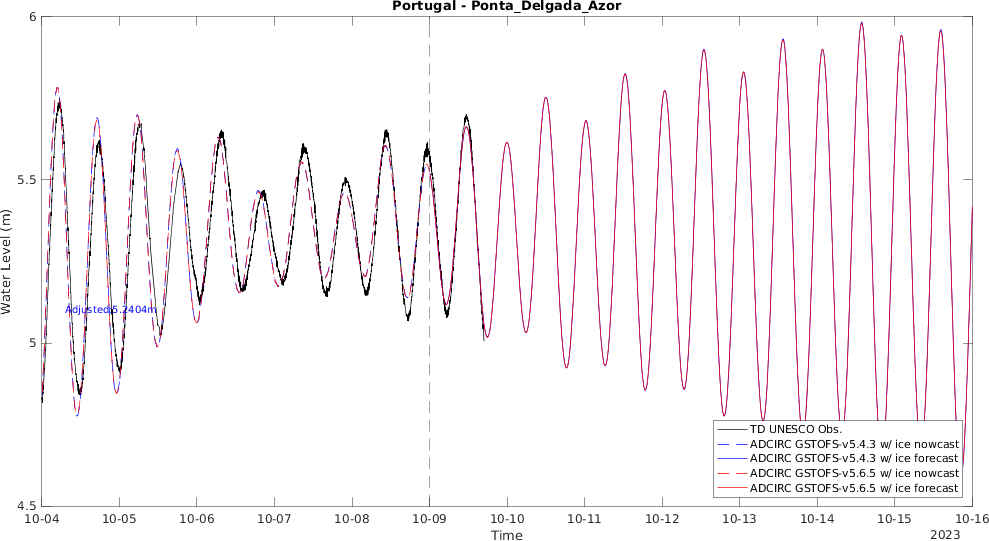 Portugal - Ponta_Delgada_Azor
6
5.5
5
4.5
Water Level (m)
Adjusted:5.2404m
TD UNESCO Obs.
ADCIRC GSTOFS-v5.4.3 w/ ice nowcast
ADCIRC GSTOFS-v5.4.3 w/ ice forecast
ADCIRC GSTOFS-v5.6.5 w/ ice nowcast
ADCIRC GSTOFS-v5.6.5 w/ ice forecast
10-04 10-05 10-06 10-07 10-08 10-09 10-10 10-11 10-12 10-13 10-14 10-15 10-16
Time
2023